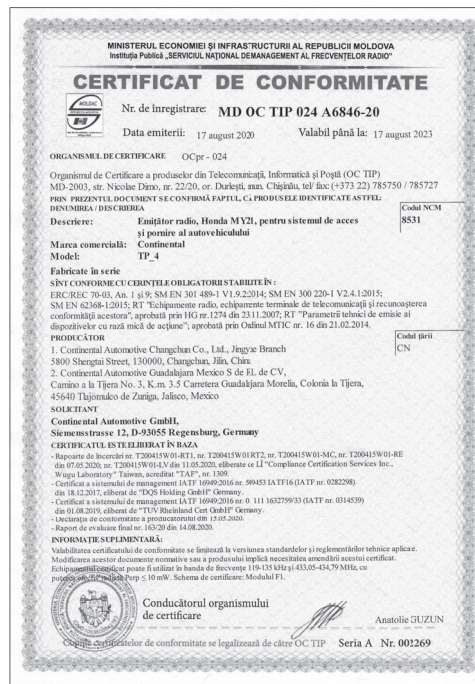 MINISTERUL ECONOMIEI ȘI INFRASTRUCTURII AL REPUBLICII MOLDOVA
Instituția Publică „SERVICIUL NAȚIONAL DEMANAGEMENT AL FRECVENȚELOR RADIO"
CERTIFICAT DE CONFORMITATE
MOLDAC
Nr. de înregistrare: MD OC TIP 024 A6846-20
Data emiterii: 17 august 2020 Valabil până la: 17 august 2023
ORGANISMUL DE CERTIFICARE OCpr - 024
Organismul de Certificare a produselor din Telecomunicații, Informatică și Poștă (OC TIP)
MD-2003, str. Nicolae Dimo, nr. 22/20, or. Durlești, mun. Chișinău, tel/ fax: (+373 22) 785750 / 785727
PRIN PREZENTUL DOCUMENT SE CONFIRMĂ FAPTUL, CĂ PRODUSELE IDENTIFICATE ASTFEL:
DENUMIREA / DESCRIEREA Codul NCM
Descriere: Emițător radio, Honda MY21, pentru sistemul de acces 8531
și pornire al autovehiculului
Marca comercială: Continental
Model: TP_4
Fabricate în serie
SÎNT CONFORME CU CERINȚELE OBLIGATORII STABILITE ÎN :
ERC/REC 70-03, An. 1 și 9; SM EN 301 489-1 V1.9.2:2014; SM EN 300 220-1 V2.4.1:2015;
SM EN 62368-1:2015; RT "Echipamente radio, echipamente terminale de telecomunicații și recunoașterea
conformității acestora", aprobată prin HG nr.1274 din 23.11.2007; RT "Parametrii tehnici de emisie ai
dispozitivelor cu rază mică de acțiune"; aprobată prin Ordinul MTIC nr. 16 din 21.02.2014.
PRODUCĂTOR Codul țării
1. Continental Automotive Changchun Co., Ltd., Jingyue Branch CN
5800 Shengtai Street, 130000, Changchun, Jilin, China
2. Continental Automotive Guadalajara Mexico S de R.L de CV,
Camino a la Tijera No. 3, K.m. 3.5 Carretera Guadalajara Morelia, Colonia la Tijera,
45640 Tlajomulco de Zuniga, Jalisco, Mexico
SOLICITANT
Continental Automotive GmbH,
Siemensstrasse 12, D-93055 Regensburg, Germany
CERTIFICATUL ESTE ELIBERAT ÎN BAZA
- Rapoarte de încercări nr. T200415W01-RT1, nr. T200415W01RT2, nr. T200415W01-MC, nr. T200415W01-RE
din 07.05.2020; nr. T200415W01-LV din 11.05.2020, eliberate de LÎ "Compliance Certification Services Inc.,
Wugu Laboratory" Taiwan, acreditat "TAF", nr. 1309.
- Certificat a sistemului de management IATF 16949:2016 nr. 569453 IATF16 (IATF nr. 0282298)
din 18.12.2017, eliberat de "DQS Holding GmbH" Germany.
- Certificat a sistemului de management IATF 16949:2016 nr. 0 111 1632759/33 (IATF nr. 0314539)
din 01.08.2019, eliberat de "TUV Rheinland Cert GmbH" Germany.
- Declarația de conformitate a producătorului din 15.05.2020.
- Raport de evaluare final nr. 163/20 din 14.08.2020.
INFORMAȚIE SUPLIMENTARĂ:
Valabilitatea certificatului de conformitate se limitează la versiunea standardelor și reglementărilor tehnice aplicate.
Modificarea acestor documente normative sau a produsului implică necesitatea amendării acestui certificat.
Echipamentul certificat poate fi utilizat în banda de frecvențe 119-135 kHz și 433,05-434,79 MHz, cu
puterea efectiv radiată Perp ≤ 10 mW. Schema de certificare: Modulul F1.
Conducătorul organismului
de certificare Anatolie GUZUN
Copiile certificatelor de conformitate se legalizează de către OC TIP Seria A Nr. 002269